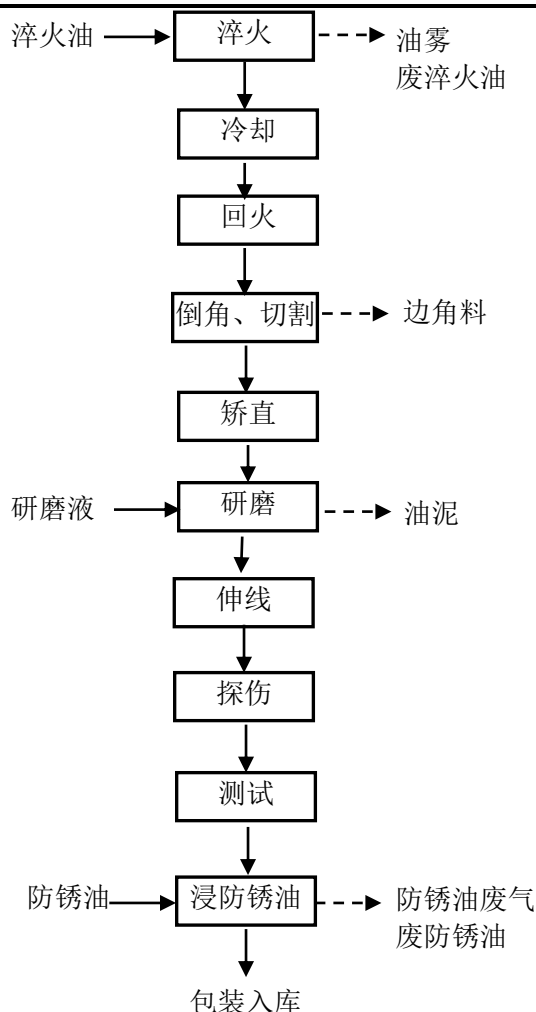 淬火油
淬火
油雾
废淬火油
冷却
回火
倒角、切割
边角料
矫直
研磨液
研磨
油泥
伸线
探伤
测试
防锈油
浸防锈油
防锈油废气
废防锈油
包装入库